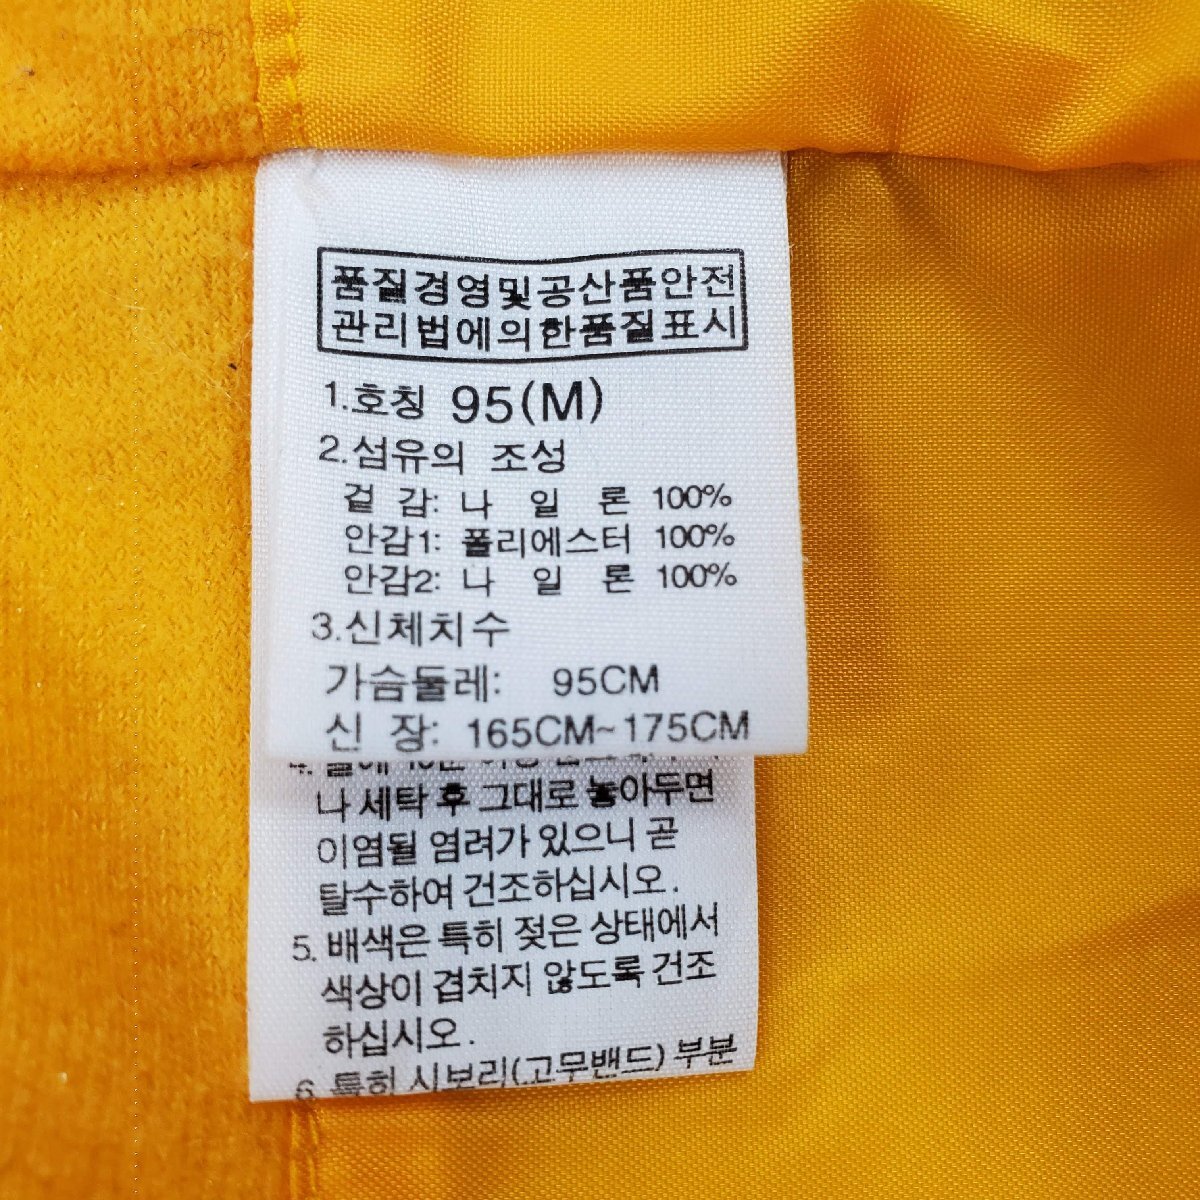 품질경영및공산품안전
관리법에의한품질표시
1.호칭 95(M)
2.섬유의 조성
겉 감: 나 일 론 100%
안감1: 폴리에스터 100%
안감2: 나 일 론 100%
3.신체치수
가슴둘레: 95CM
신 장: 165CM~175CM
4. 물에
나 세탁 후 그대로 놓아두면
이염될 염려가 있으니 곧
탈수하여 건조하십시오.
5. 배색은 특히 젖은 상태에서
색상이 겹치지 않도록 건조
하십시오.
6. 특히 시보리(고무밴드) 부분